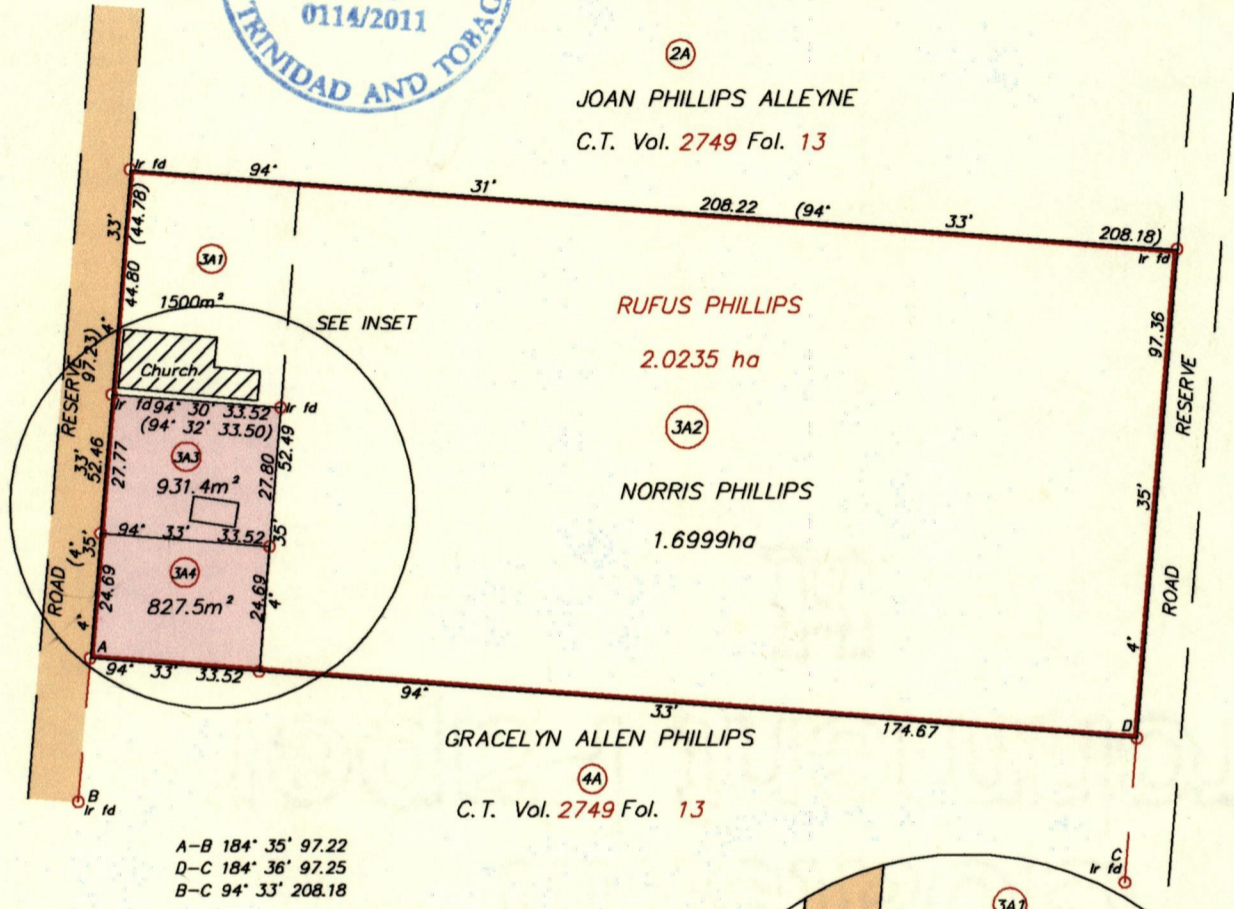 0114/2011
TRINIDAD AND TOBAG
2A
JOAN PHILLIPS ALLEYNE
C.T. Vol. 2749 Fol. 13
Ir fd
94° 31' 208.22 (94° 33' 208.18)
Ir fd
33'
44.80 (44.78)
4°
3A1
1500m²
SEE INSET
Church
RUFUS PHILLIPS
2.0235 ha
3A2
NORRIS PHILLIPS
1.6999ha
97.36
35'
4°
RESERVE
ROAD
RESERVE
ROAD
97.23)
35'
(4°
Ir fd
94° 30' 33.52
Ir fd
(94° 32' 33.50)
33'
52.46
27.77
3A3
931.4m²
27.80
52.49
35'
4°
94° 33' 33.52
3A4
827.5m²
24.69
24.69
4°
A
94° 33' 33.52
94° 33' 174.67
D
GRACELYN ALLEN PHILLIPS
4A
C.T. Vol. 2749 Fol. 13
B
Ir fd
C
Ir fd
A-B 184° 35' 97.22
D-C 184° 36' 97.25
B-C 94° 33' 208.18
3A1